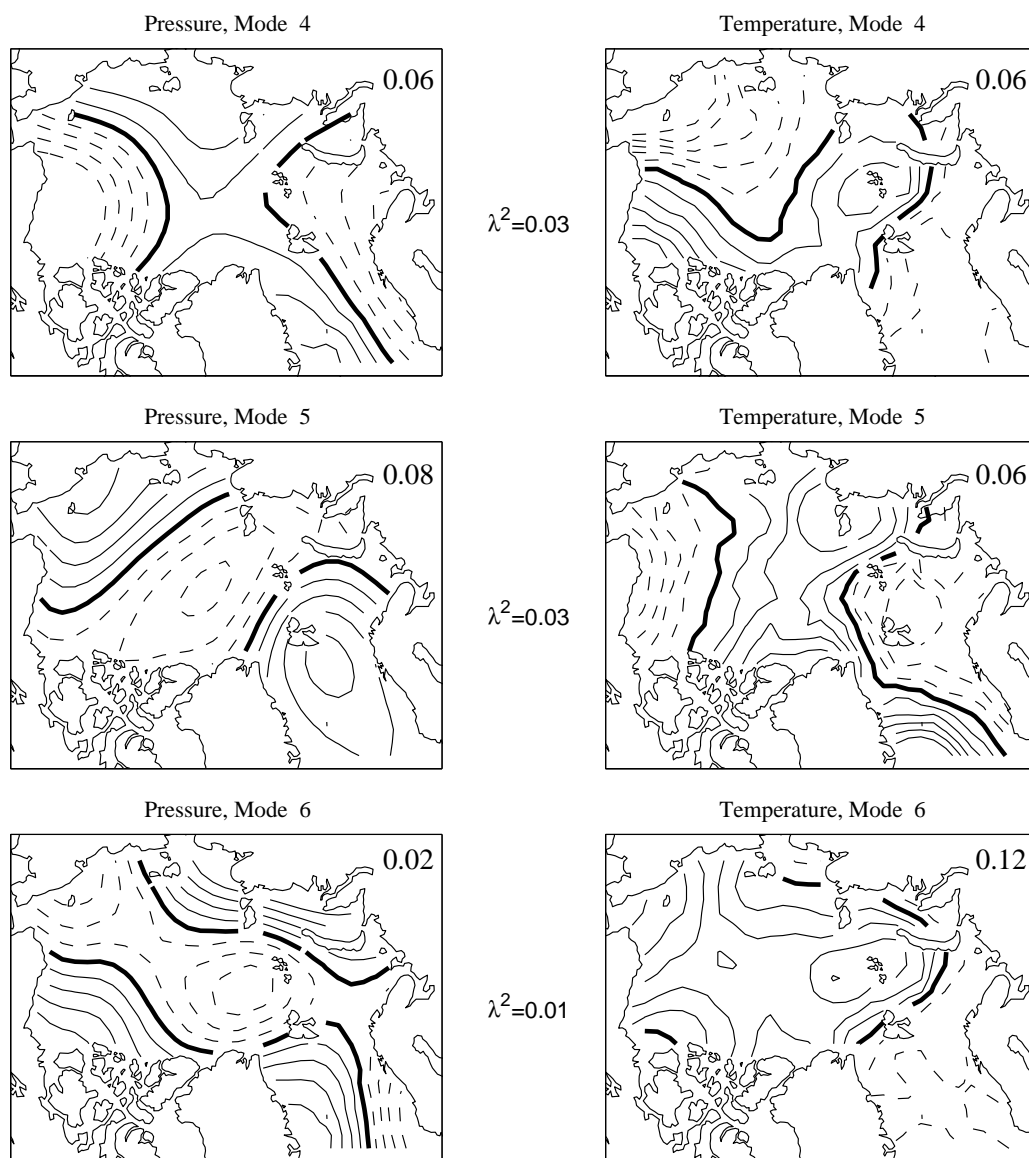 Pressure, Mode 4
Temperature, Mode 4
0.06
0.06
λ²=0.03
Pressure, Mode 5
Temperature, Mode 5
0.08
0.06
λ²=0.03
Pressure, Mode 6
Temperature, Mode 6
0.02
0.12
λ²=0.01